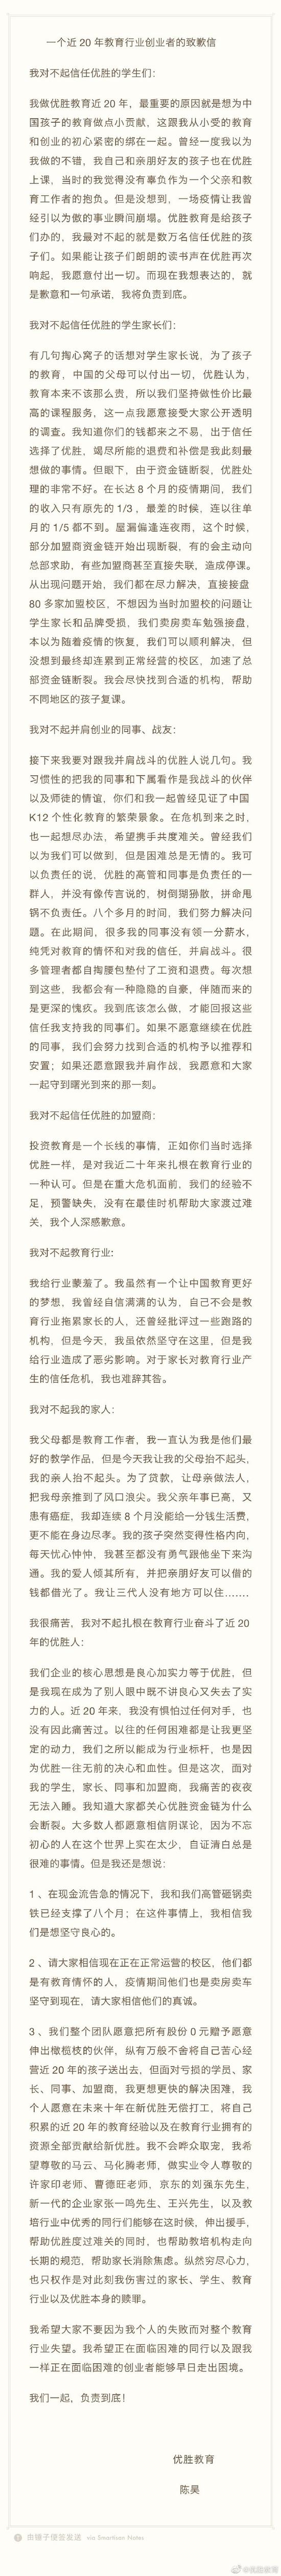 一个近 20 年教育行业创业者的致歉信
我对不起信任优胜的学生们：
我做优胜教育近 20 年，最重要的原因就是想为中
国孩子的教育做点小贡献，这跟我从小受的教育
和创业的初心紧密的绑在一起。曾经一度我以为
我做的不错，我自己和亲朋好友的孩子也在优胜
上课，当时的我觉得没有辜负作为一个父亲和教
育工作者的抱负。但是没想到，一场疫情让我曾
经引以为傲的事业瞬间崩塌。优胜教育是给孩子
们办的，我最对不起的就是数万名信任优胜的孩
子们。如果能让孩子们朗朗的读书声在优胜再次
响起，我愿意付出一切。而现在我想表达的，就
是歉意和一句承诺，我将负责到底。
我对不起信任优胜的学生家长们：
有几句掏心窝子的话想对学生家长说，为了孩子
的教育，中国的父母可以付出一切，优胜认为，
教育本来不该那么贵，所以我们坚持做性价比最
高的课程服务，这一点我愿意接受大家公开透明
的调查。我知道你们的钱都来之不易，出于信任
选择了优胜，竭尽所能的退费和补偿是我此刻最
想做的事情。但眼下，由于资金链断裂，优胜处
理的非常不好。在长达 8 个月的疫情期间，我们
的收入只有原先的 1/3，最差的时候，连以往单
月的 1/5 都不到。屋漏偏逢连夜雨，这个时候，
部分加盟商资金链开始出现断裂，有的会主动向
总部求助，有些加盟商甚至直接失联，造成停课。
从出现问题开始，我们都在尽力解决，直接接盘
80 多家加盟校区，不想因为当时加盟校的问题让
学生家长和品牌受损，我们卖房卖车勉强接盘，
本以为随着疫情的恢复，我们可以顺利解决，但
没想到最终却连累到正常经营的校区，加速了总
部资金链断裂。我会尽快找到合适的机构，帮助
不同地区的孩子复课。
我对不起并肩创业的同事、战友：
接下来我要对跟我并肩战斗的优胜人说几句。我
习惯性的把我的同事和下属看作是我战斗的伙伴
以及师徒的情谊，你们和我一起曾经见证了中国
K12 个性化教育的繁荣景象。在危机到来之时，
也一起想尽办法，希望携手共度难关。曾经我们
以为我们可以做到，但是困难总是无情的。我可
以负责任的说，优胜的高管和同事是负责任的一
群人，并没有像传言说的，树倒猢狲散，拼命甩
锅不负责任。八个多月的时间，我们努力解决问
题。在此期间，很多我的同事没有领一分薪水，
纯凭对教育的情怀和对我的信任，并肩战斗。很
多管理者都自掏腰包垫付了工资和退费。每次想
到这些，我都会有一种隐隐的自豪，伴随而来的
是更深的愧疚。我到底该怎么做，才能回报这些
信任我支持我的同事们。如果不愿意继续在优胜
的同事，我们会努力找到合适的机构予以推荐和
安置；如果还愿意跟我并肩作战，我愿意和大家
一起守到曙光到来的那一刻。
我对不起信任优胜的加盟商：
投资教育是一个长线的事情，正如你们当时选择
优胜一样，是对我近二十年来扎根在教育行业的
一种认可。但是在重大危机面前，我们的经验不
足，预警缺失，没有在最佳时机帮助大家渡过难
关，我个人深感歉意。
我对不起教育行业：
我给行业蒙羞了。我虽然有一个让中国教育更好
的梦想，我曾经自信满满的认为，自己不会是教
育行业拖累家长的人，还曾经批评过一些跑路的
机构，但是今天，我虽依然坚守在这里，但是我
给行业造成了恶劣影响。对于家长对教育行业产
生的信任危机，我也难辞其咎。
我对不起我的家人：
我父母都是教育工作者，我一直认为我是他们最
好的教学作品，但是今天我让我的父母抬不起头，
我的亲人抬不起头。为了贷款，让母亲做法人，
把我母亲推到了风口浪尖。我父亲年事已高，又
患有癌症，我却连续 8 个月没能给一分钱生活费，
更不能在身边尽孝。我的孩子突然变得性格内向，
每天忧心忡忡，我甚至都没有勇气跟他坐下来沟
通。我的爱人倾其所有，并把亲朋好友可以借的
钱都借光了。我让三代人没有地方可以住…….
我很痛苦，我对不起扎根在教育行业奋斗了近 20
年的优胜人：
我们企业的核心思想是良心加实力等于优胜，但
是我现在成为了别人眼中既不讲良心又失去了实
力的人。近 20 年来，我没有惧怕过任何对手，也
没有因此痛苦过。以往的任何困难都是让我更坚
定的动力，我们之所以能成为行业标杆，也是因
为优胜一往无前的决心和血性。但是这次，面对
我的学生，家长、同事和加盟商，我痛苦的夜夜
无法入睡。我知道大家都关心优胜资金链为什么
会断裂。大多数人都愿意相信阴谋论，因为不忘
初心的人在这个世界上实在太少，自证清白总是
很难的事情。但是我还是想说：
1 、在现金流告急的情况下，我和我们高管砸锅卖
铁已经支撑了八个月；在这件事情上，我相信我
们是想坚守良心的。
2 、请大家相信现在正在正常运营的校区，他们都
是有教育情怀的人，疫情期间他们也是卖房卖车
坚守到现在，请大家相信他们的真诚。
3 、我们整个团队愿意把所有股份 0 元赠予愿意
伸出橄榄枝的伙伴，纵有万般不舍将自己苦心经
营近 20 年的孩子送出去，但面对亏损的学员、家
长、同事、加盟商，我更想更快的解决困难，我
个人愿意在未来十年在新优胜无偿打工，将自己
积累的近 20 年的教育经验以及在教育行业拥有的
资源全部贡献给新优胜。我不会哗众取宠，我希
望尊敬的马云、马化腾老师，做实业令人尊敬的
许家印老师、曹德旺老师，京东的刘强东先生，
新一代的企业家张一鸣先生、王兴先生，以及教
培行业中优秀的同行们能够在这时候，伸出援手，
帮助优胜度过难关的同时，也帮助教培机构走向
长期的规范，帮助家长消除焦虑。纵然穷尽心力，
也只权作是对此刻我伤害过的家长、学生、教育
行业以及优胜本身的赎罪。
我希望大家不要因为我个人的失败而对整个教育
行业失望。我希望正在面临困难的同行以及跟我
一样正在面临困难的创业者能够早日走出困境。
我们一起，负责到底！
优胜教育
陈昊
由锤子便签发送 via Smartisan Notes
@优胜教育